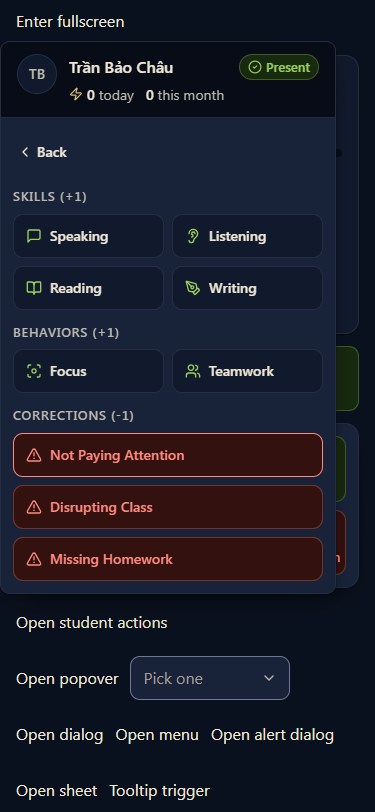 Enter fullscreen
TB
Trần Bảo Châu
Present
0 today 0 this month
Back
SKILLS (+1)
Speaking Listening
Reading Writing
BEHAVIORS (+1)
Focus Teamwork
CORRECTIONS (-1)
Not Paying Attention
Disrupting Class
Missing Homework
Open student actions
Open popover Pick one
Open dialog Open menu Open alert dialog
Open sheet Tooltip trigger